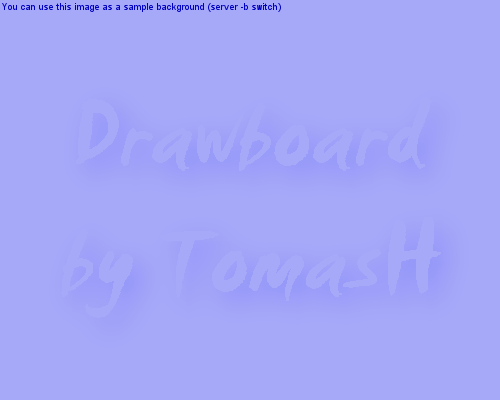 You can use this image as a sample background (server -b switch)
Drawboard
by TomasH